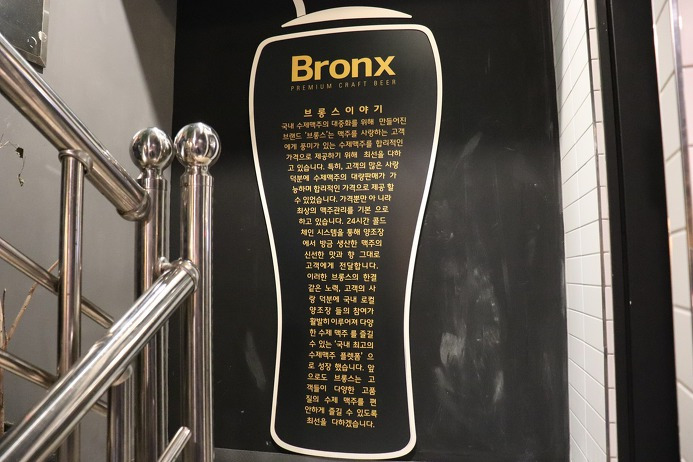 Bronx
PREMIUM CRAFT BEER
브롱스이야기
국내 수제맥주의 대중화를 위해 만들어진
브랜드 '브롱스'는 맥주를 사랑하는 고객
에게 풍미가 있는 수제맥주를 합리적인
가격으로 제공하기 위해 최선을 다하
고 있습니다. 특히, 고객의 많은 사랑
덕분에 수제맥주의 대량판매가 가
능하며 합리적인 가격으로 제공 할
수 있었습니다. 가격뿐만 아 니라
최상의 맥주관리를 기본 으로
하고 있습니다. 24시간 콜드
체인 시스템을 통해 양조장
에서 방금 생산한 맥주의
신선한 맛과 향 그대로
고객에게 전달합니다.
이러한 브롱스의 한결
같은 노력, 고객의 사
랑 덕분에 국내 로컬
양조장 들의 참여가
활발히 이루어져 다양
한 수제 맥주 를 즐길
수 있는 '국내 최고의
수제맥주 플랫폼' 으
로 성장 했습니다. 앞
으로도 브롱스는 고
객들이 다양한 고품
질의 수제 맥주를 편
안하게 즐길 수 있도록
최선을 다하겠습니다.